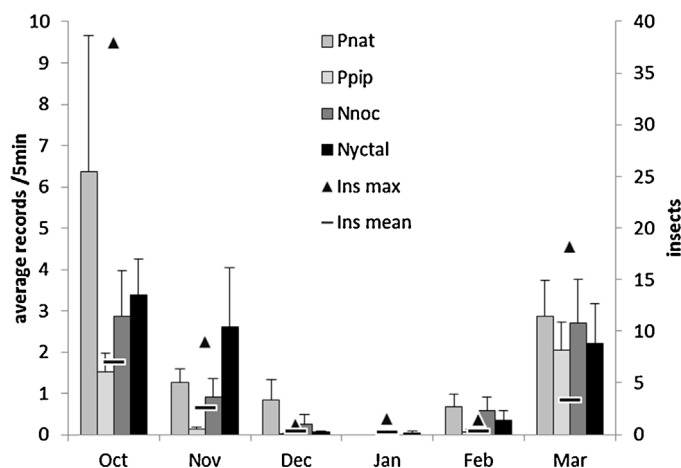 10
9
8
7
6
5
4
3
2
1
0
average records /5min
Pnat
Ppip
Nnoc
Nyctal
Ins max
Ins mean
40
35
30
25
20
15
10
5
0
insects
Oct Nov Dec Jan Feb Mar